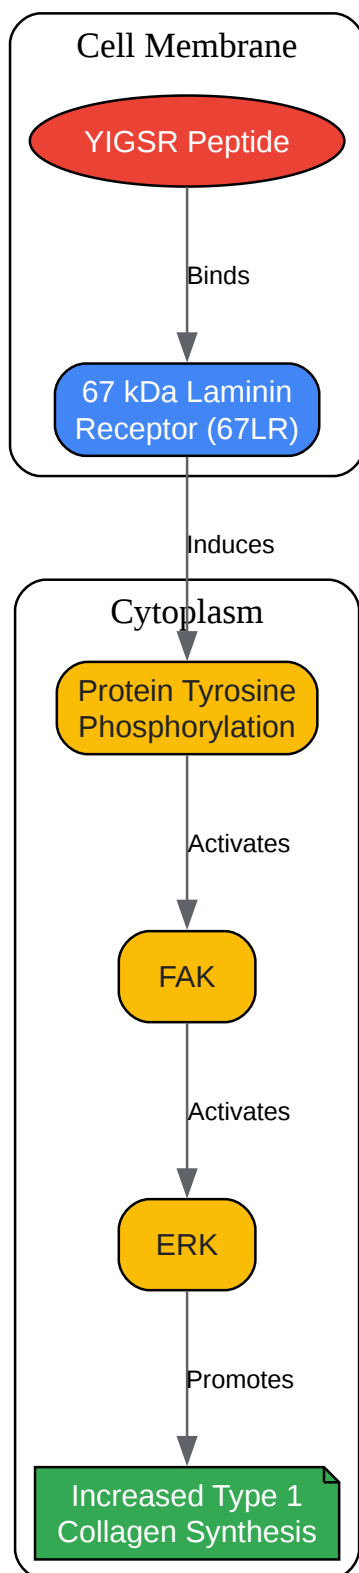 Cell Membrane
YIGSR Peptide
Binds
67 kDa Laminin
Receptor (67LR)
Induces
Cytoplasm
Protein Tyrosine
Phosphorylation
Activates
FAK
Activates
ERK
Promotes
Increased Type 1
Collagen Synthesis